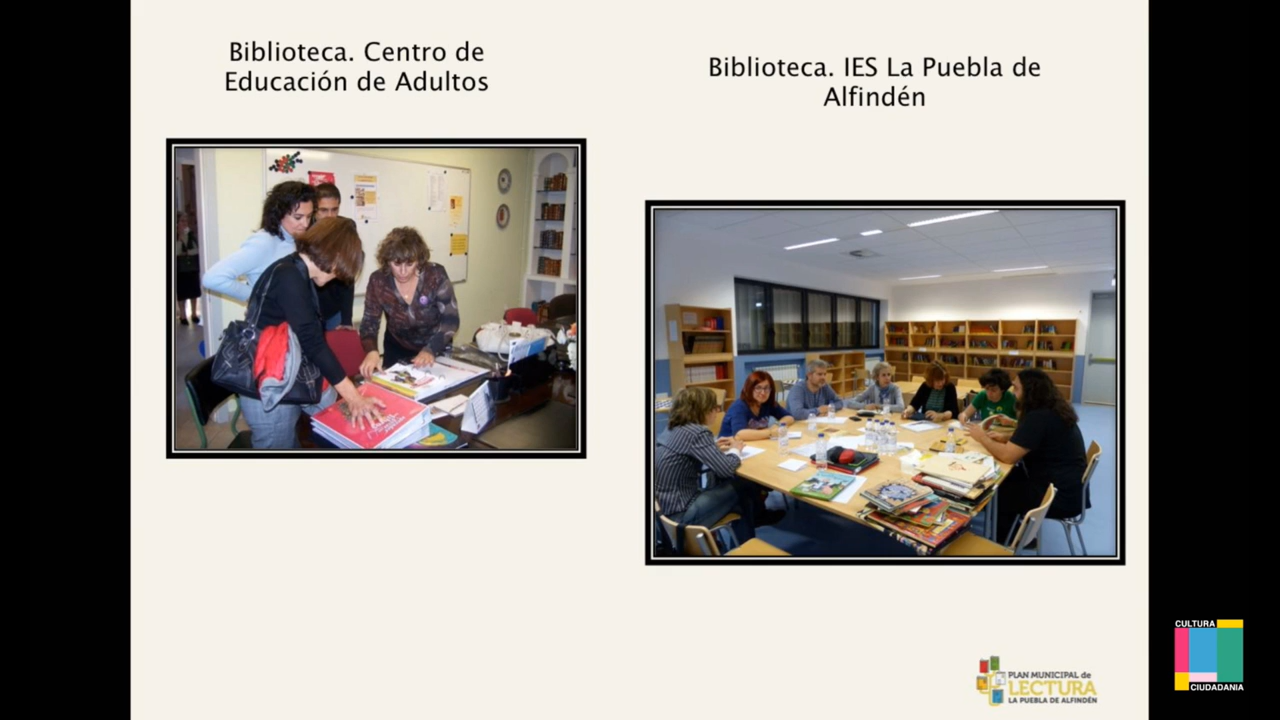 Biblioteca. Centro de
Educación de Adultos
Biblioteca. IES La Puebla de
Alfindén
PLAN MUNICIPAL de
LECTURA
LA PUEBLA DE ALFINDÉN
CULTURA
CIUDADANIA